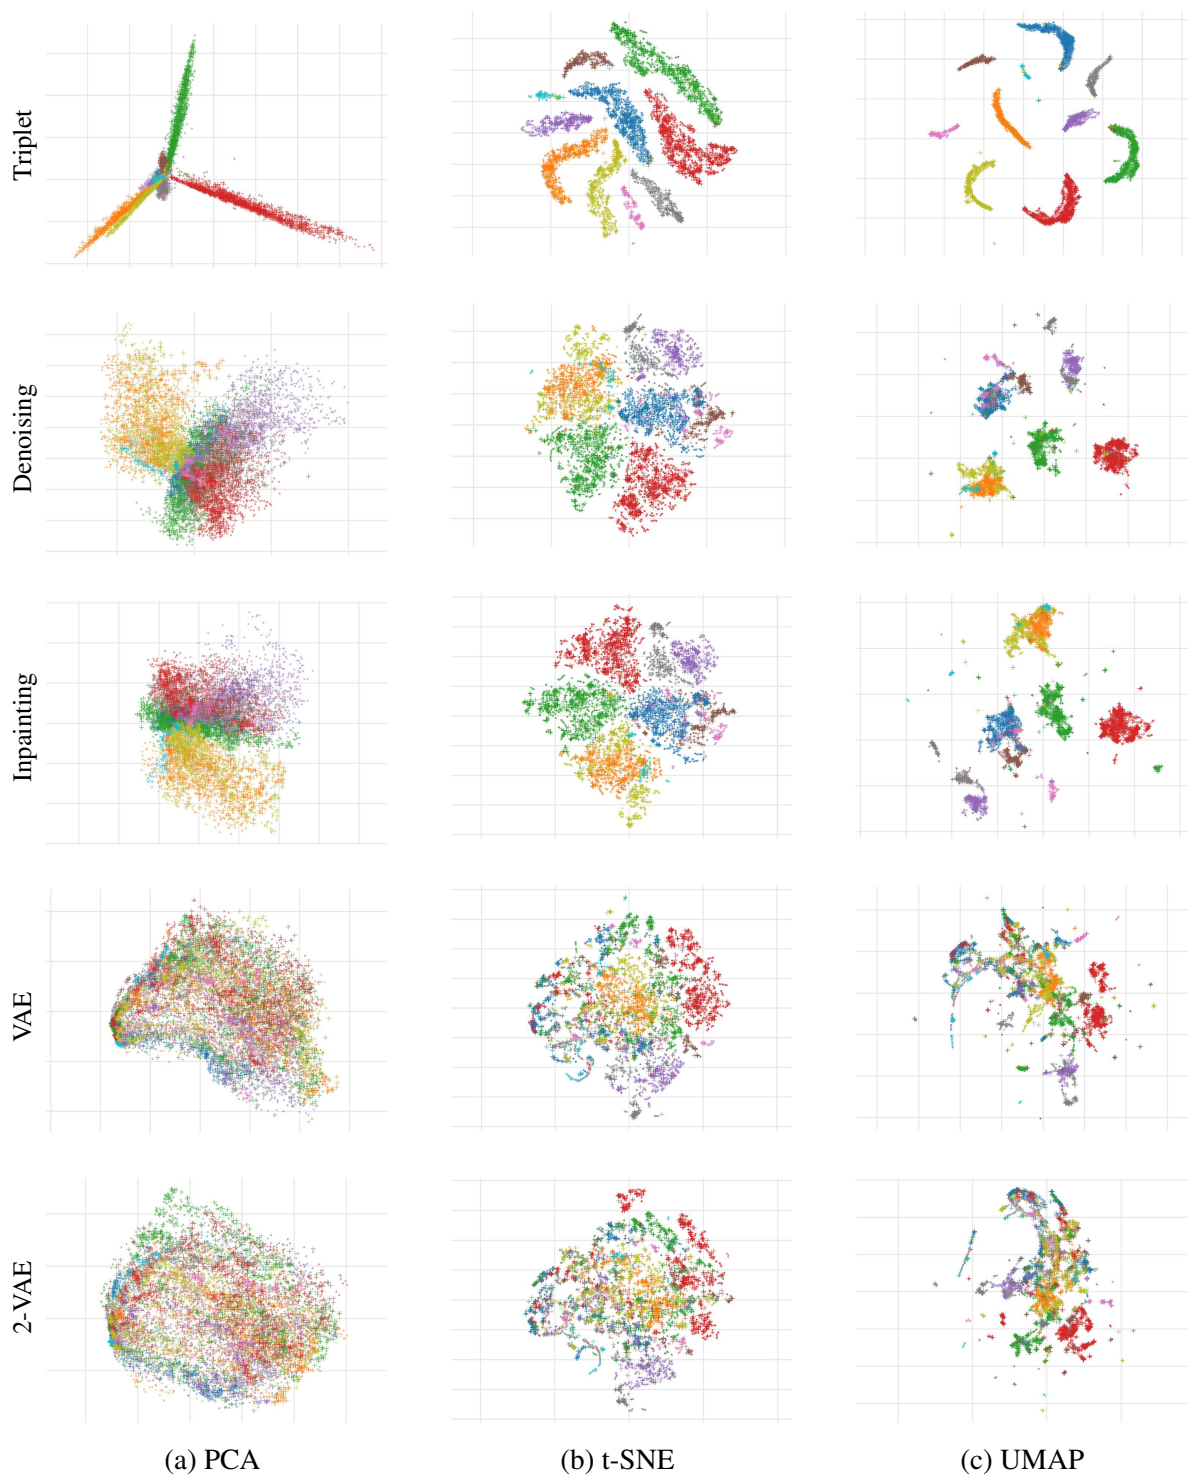 Triplet
Denoising
Inpainting
VAE
2-VAE
(a) PCA
(b) t-SNE
(c) UMAP